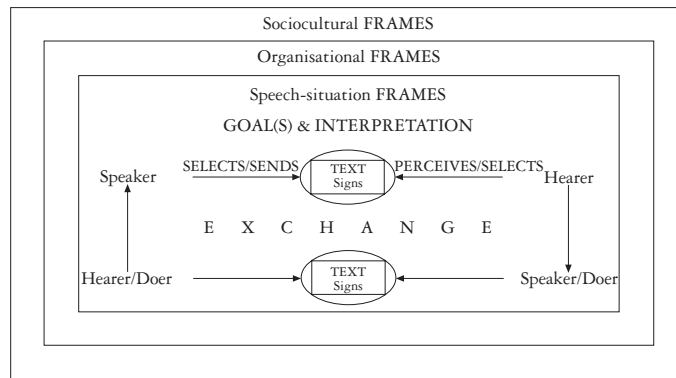 Sociocultural FRAMES
Organisational FRAMES
Speech-situation FRAMES
GOAL(S) & INTERPRETATION
Speaker
SELECTS/SENDS
TEXT
Signs
PERCEIVES/SELECTS
Hearer
E X C H A N G E
Hearer/Doer
TEXT
Signs
Speaker/Doer